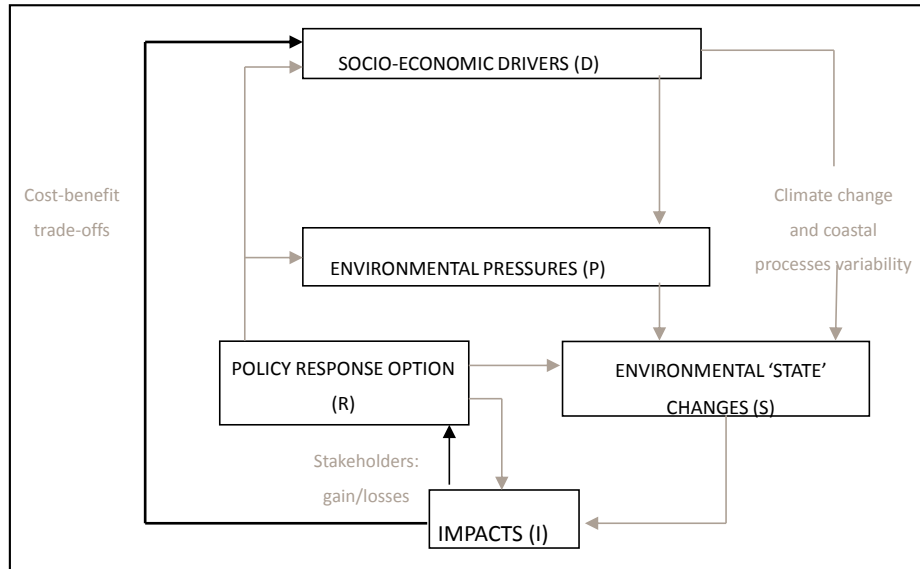 SOCIO-ECONOMIC DRIVERS (D)
Cost-benefit
trade-offs
Climate change
and coastal
processes variability
ENVIRONMENTAL PRESSURES (P)
POLICY RESPONSE OPTION
(R)
ENVIRONMENTAL ‘STATE’
CHANGES (S)
Stakeholders:
gain/losses
IMPACTS (I)